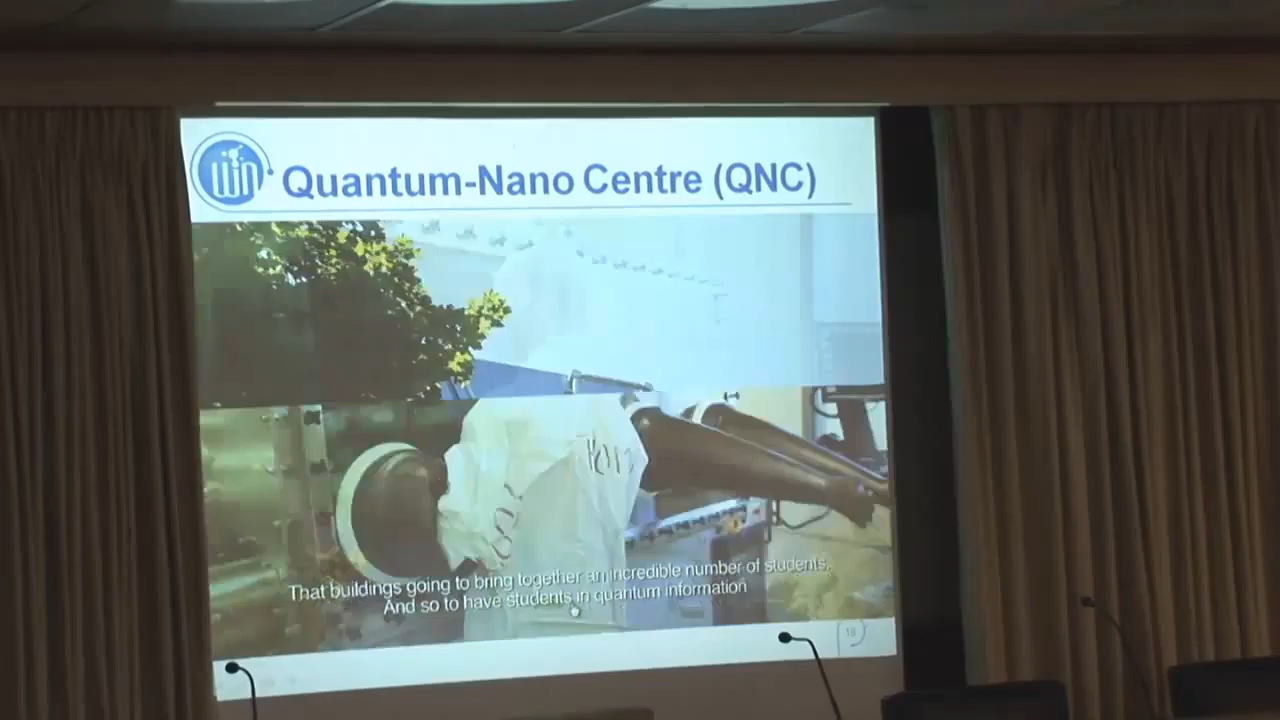 WIN
Quantum-Nano Centre (QNC)
That buildings going to bring together an incredible number of students.
And so to have students in quantum information